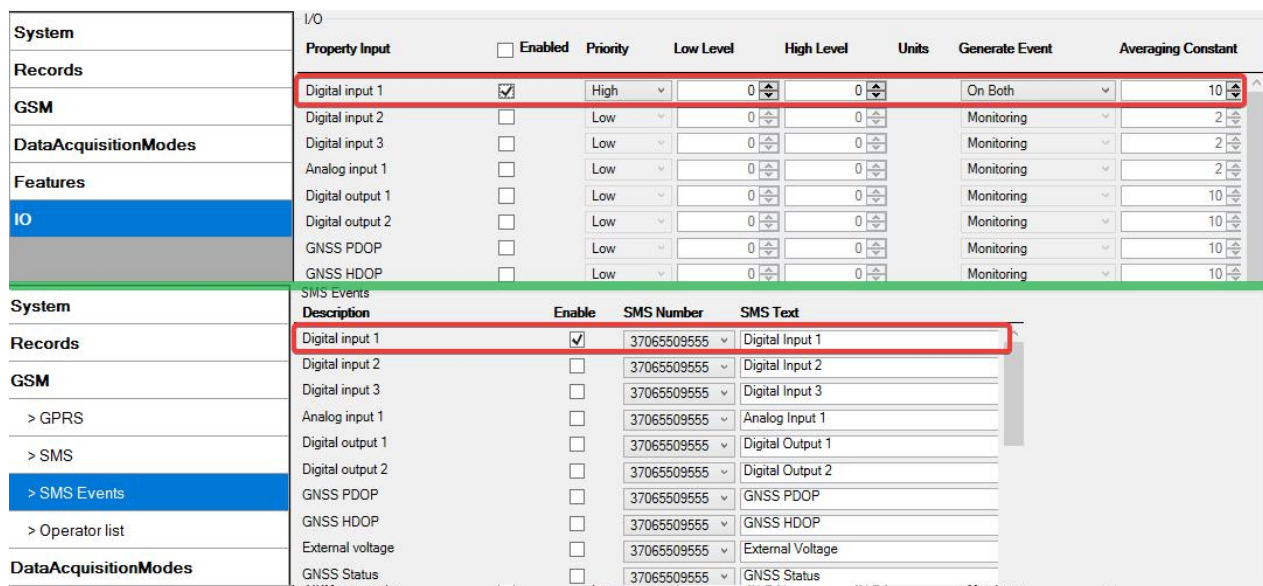 System
Records
GSM
DataAcquisitionModes
Features
IO
I/O
Property Input Enabled Priority Low Level High Level Units Generate Event Averaging Constant
Digital input 1 High 0 0 On Both 10
Digital input 2 Low 0 0 Monitoring 2
Digital input 3 Low 0 0 Monitoring 2
Analog input 1 Low 0 0 Monitoring 2
Digital output 1 Low 0 0 Monitoring 10
Digital output 2 Low 0 0 Monitoring 10
GNSS PDOP Low 0 0 Monitoring 10
GNSS HDOP Low 0 0 Monitoring 10
System
Records
GSM
> GPRS
> SMS
> SMS Events
> Operator list
DataAcquisitionModes
SMS Events
Description Enable SMS Number SMS Text
Digital input 1 37065509555 Digital Input 1
Digital input 2 37065509555 Digital Input 2
Digital input 3 37065509555 Digital Input 3
Analog input 1 37065509555 Analog Input 1
Digital output 1 37065509555 Digital Output 1
Digital output 2 37065509555 Digital Output 2
GNSS PDOP 37065509555 GNSS PDOP
GNSS HDOP 37065509555 GNSS HDOP
External voltage 37065509555 External Voltage
GNSS Status 37065509555 GNSS Status